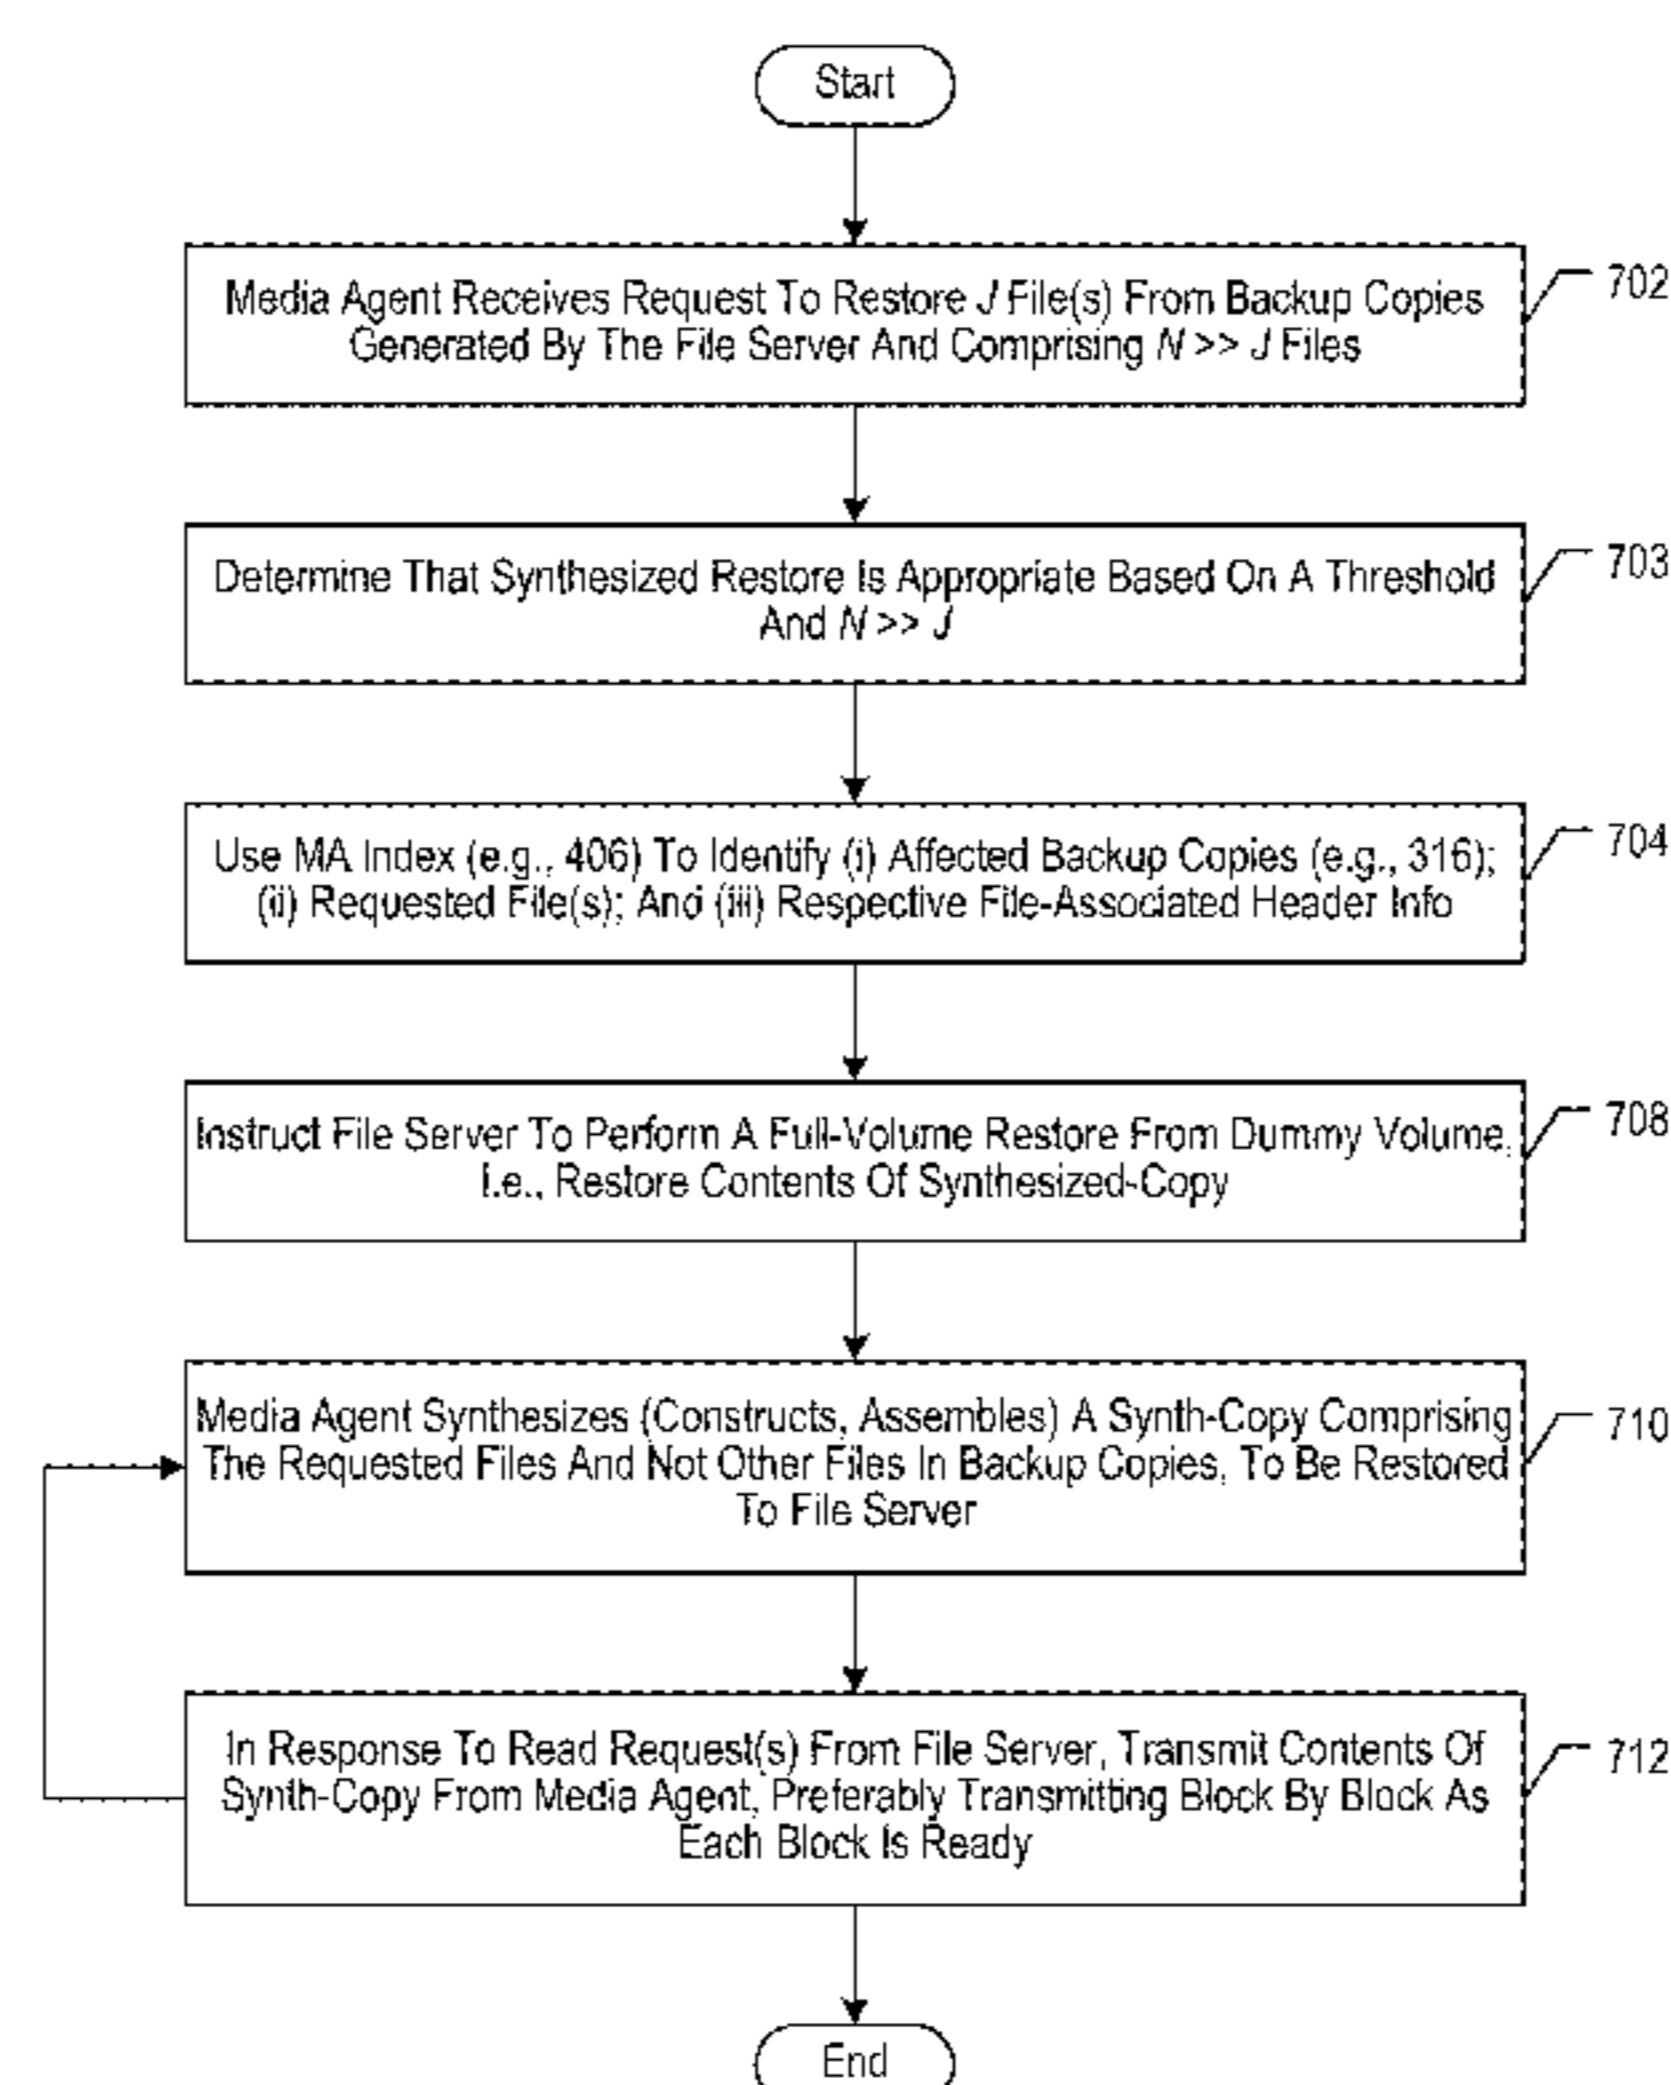 Start
Media Agent Receives Request To Restore J File(s) From Backup Copies
Generated By The File Server And Comprising N >> J Files
702
Determine That Synthesized Restore Is Appropriate Based On A Threshold
And N >> J
703
Use MA Index (e.g., 406) To Identify (i) Affected Backup Copies (e.g., 316);
(ii) Requested File(s); And (iii) Respective File-Associated Header Info
704
Instruct File Server To Perform A Full-Volume Restore From Dummy Volume,
I.e., Restore Contents Of Synthesized-Copy
708
Media Agent Synthesizes (Constructs, Assembles) A Synth-Copy Comprising
The Requested Files And Not Other Files In Backup Copies, To Be Restored
To File Server
710
In Response To Read Request(s) From File Server, Transmit Contents Of
Synth-Copy From Media Agent, Preferably Transmitting Block By Block As
Each Block Is Ready
712
End